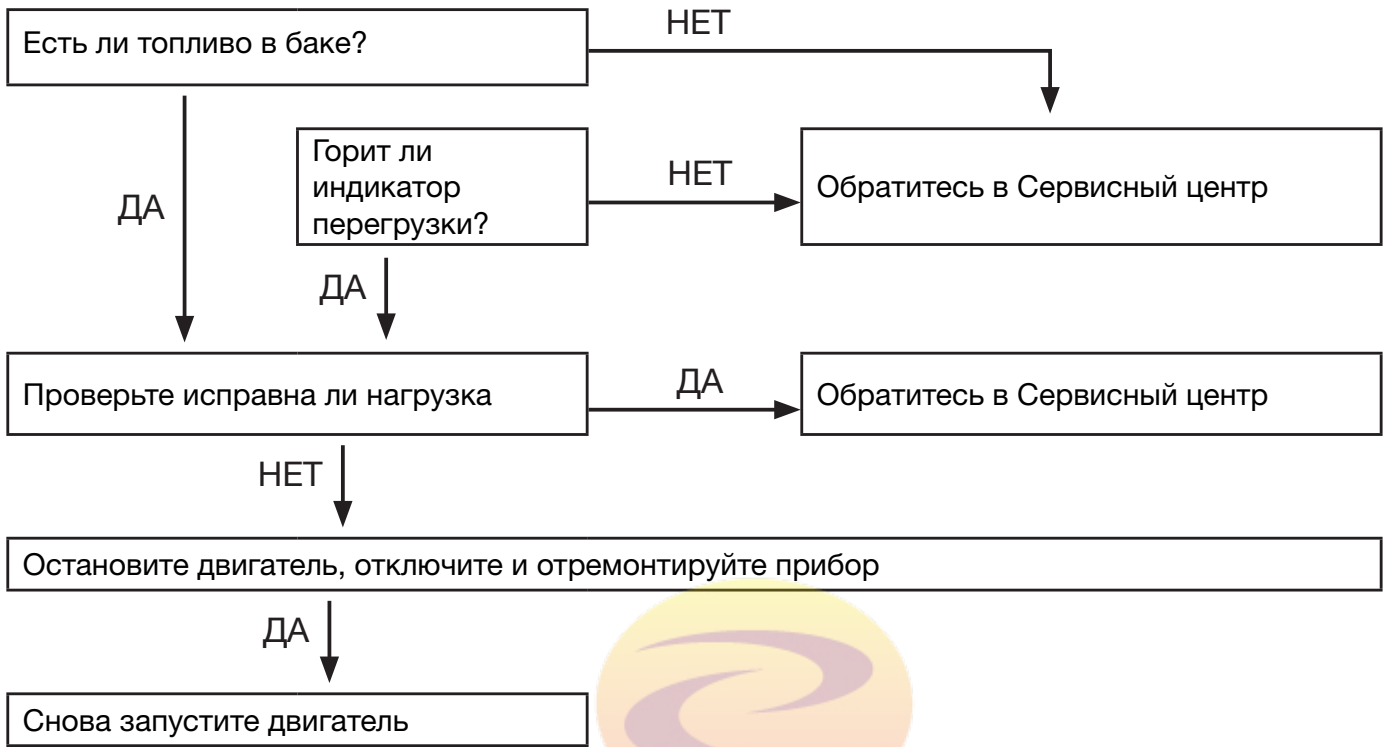 Есть ли топливо в баке?
НЕТ
ДА
Горит ли
индикатор
перегрузки?
НЕТ
Обратитесь в Сервисный центр
ДА
Проверьте исправна ли нагрузка
ДА
Обратитесь в Сервисный центр
НЕТ
Остановите двигатель, отключите и отремонтируйте прибор
ДА
Снова запустите двигатель